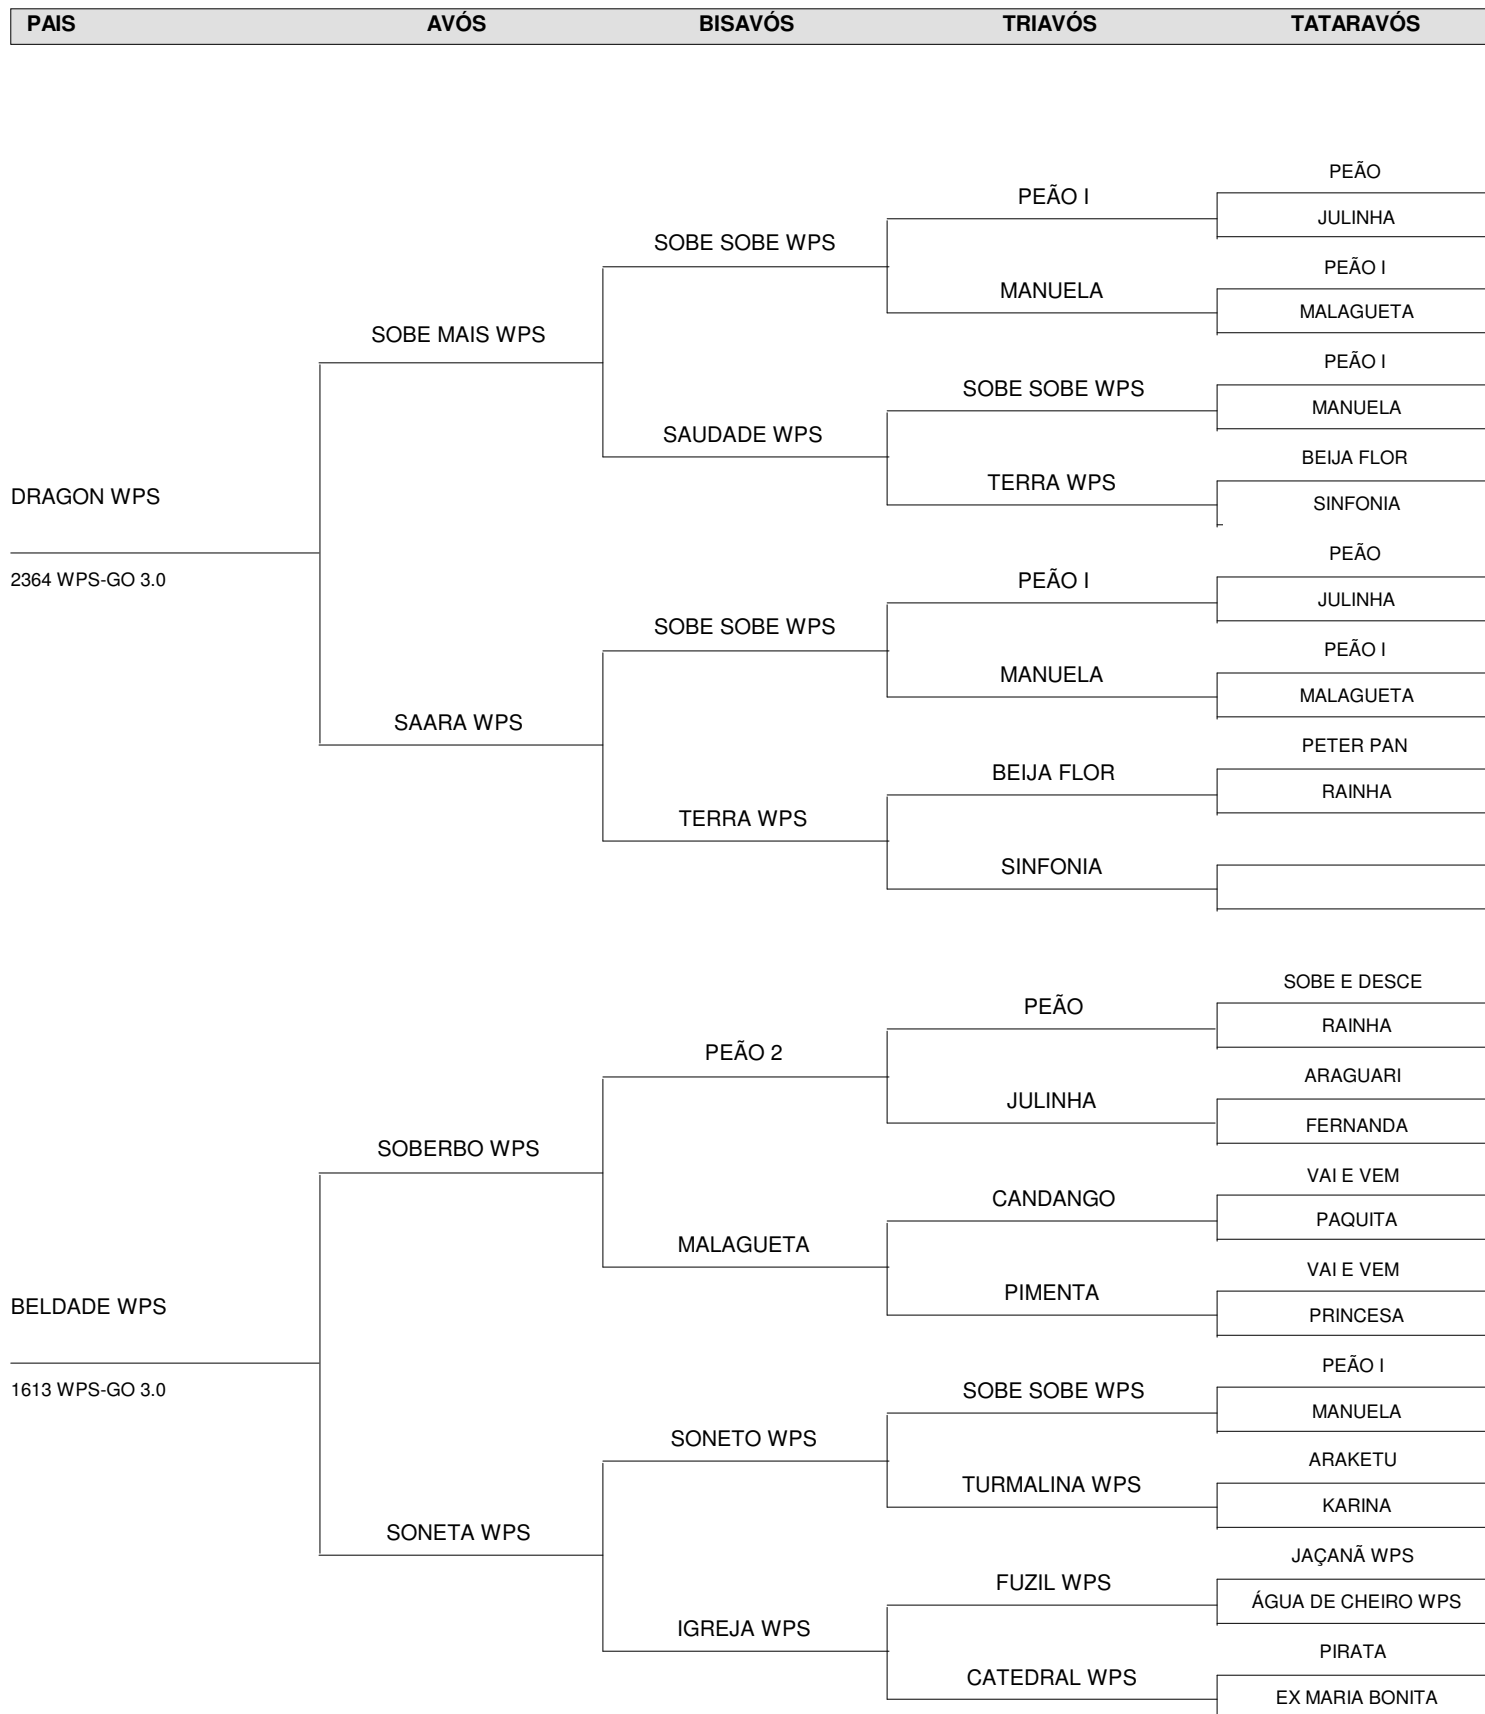 PAIS AVÓS BISAVÓS TRIAVÓS TATARAVÓS
PEÃO
PEÃO I
JULINHA
SOBE SOBE WPS
PEÃO I
MANUELA
MALAGUETA
SOBE MAIS WPS
PEÃO I
SOBE SOBE WPS
MANUELA
SAUDADE WPS
BEIJA FLOR
TERRA WPS
DRAGON WPS
SINFONIA
PEÃO
2364 WPS-GO 3.0
PEÃO I
JULINHA
SOBE SOBE WPS
PEÃO I
MANUELA
MALAGUETA
SAARA WPS
PETER PAN
BEIJA FLOR
RAINHA
TERRA WPS
SINFONIA
SOBE E DESCE
PEÃO
RAINHA
PEÃO 2
ARAGUARI
JULINHA
FERNANDA
SOBERBO WPS
VAI E VEM
CANDANGO
PAQUITA
MALAGUETA
VAI E VEM
PIMENTA
BELDADE WPS
PRINCESA
PEÃO I
1613 WPS-GO 3.0
SOBE SOBE WPS
MANUELA
SONETO WPS
ARAKETU
TURMALINA WPS
KARINA
SONETA WPS
JAÇANÃ WPS
FUZIL WPS
ÁGUA DE CHEIRO WPS
IGREJA WPS
PIRATA
CATEDRAL WPS
EX MARIA BONITA